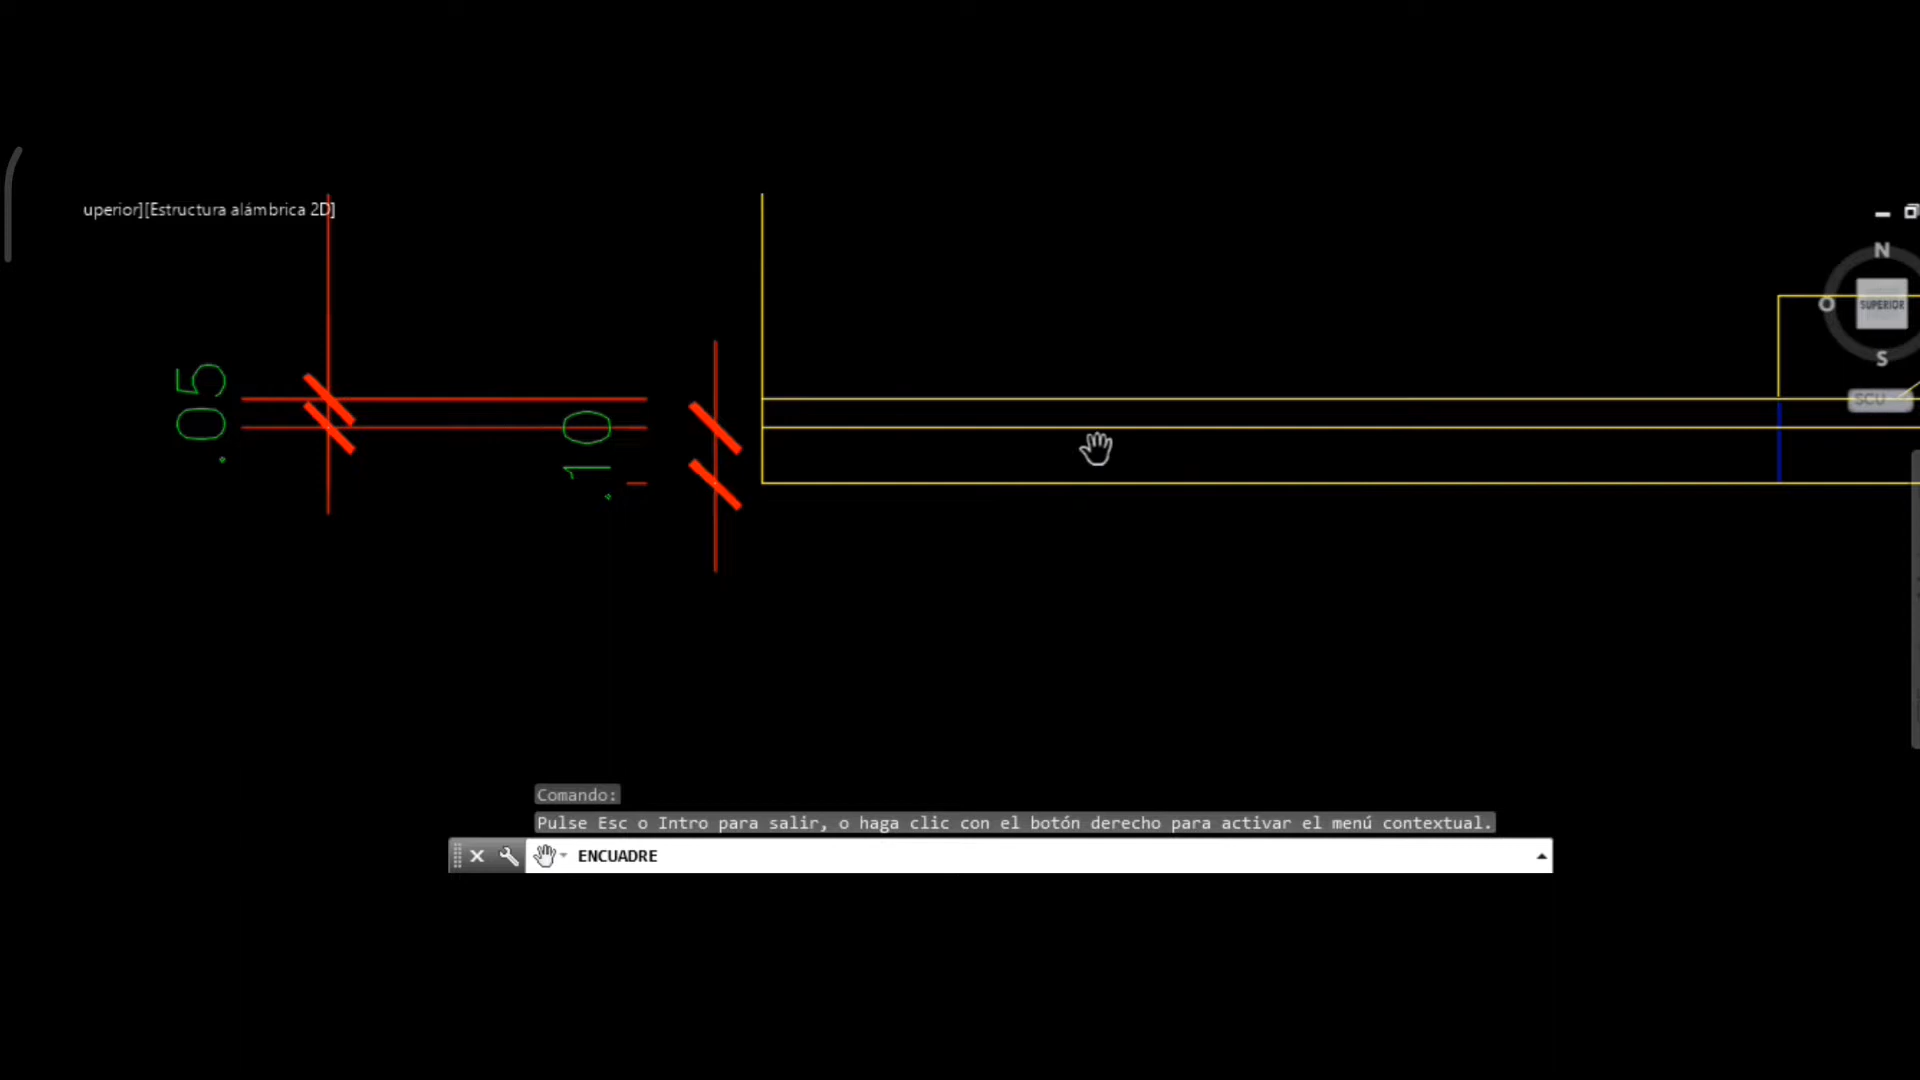 uperior][Estructura alámbrica 2D]
N
O
SUPERIOR
S
SCU
.05
.10
Comando:
Pulse Esc o Intro para salir, o haga clic con el botón derecho para activar el menú contextual.
ENCUADRE